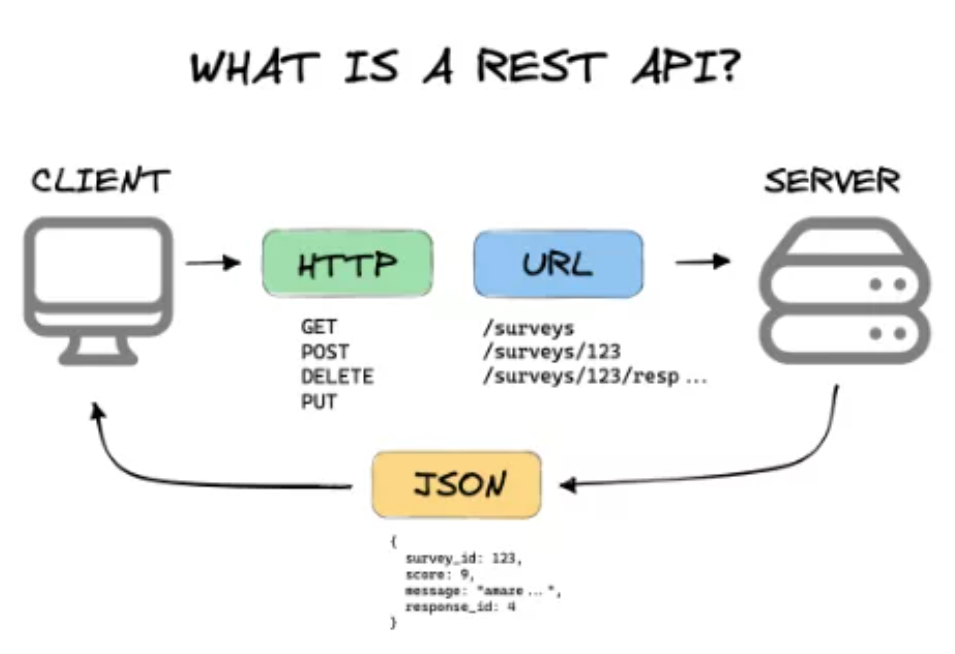 WHAT IS A REST API?
CLIENT
SERVER
HTTP
URL
GET
POST
DELETE
PUT
/surveys
/surveys/123
/surveys/123/resp ...
JSON
{
survey_id: 123,
score: 9,
message: "amaze ... ",
response_id: 4
}